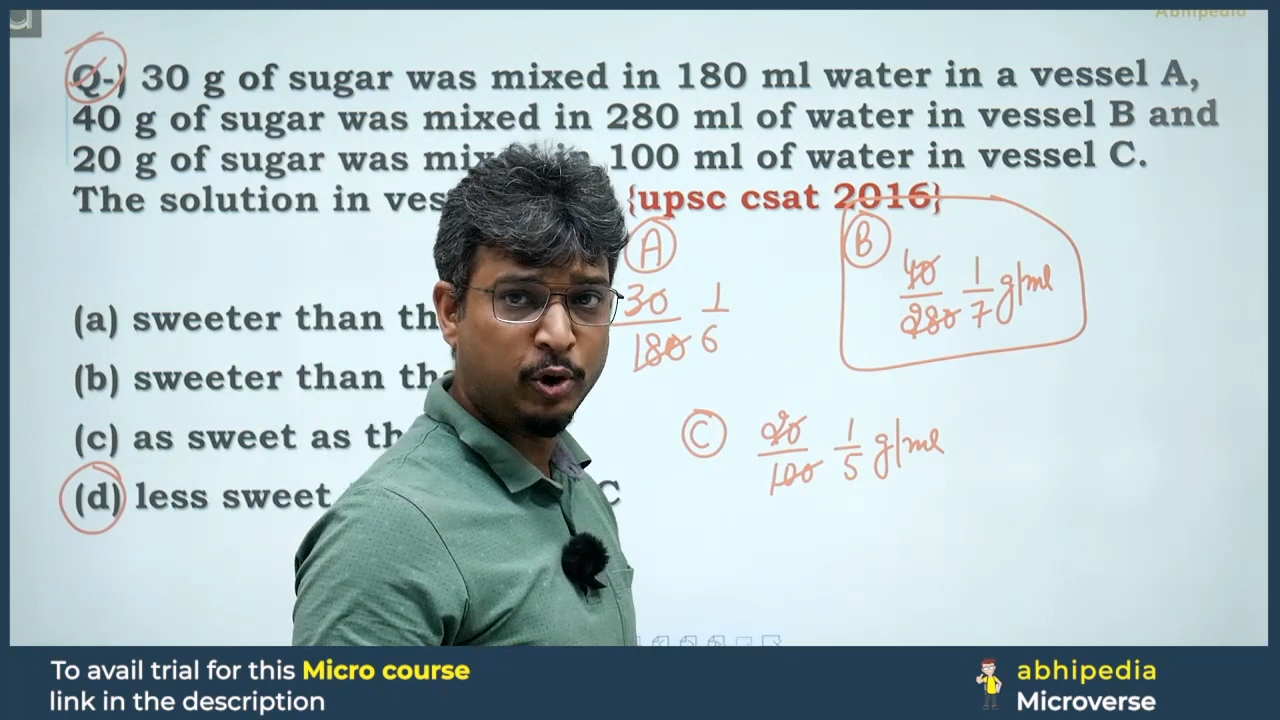 Abhipedia
Q-) 30 g of sugar was mixed in 180 ml water in a vessel A,
40 g of sugar was mixed in 280 ml of water in vessel B and
20 g of sugar was mix 100 ml of water in vessel C.
The solution in ves {upsc csat 2016}
A
B
30 1
180 6
40 1 g/ml
280 7
(a) sweeter than th
(b) sweeter than tha
(c) as sweet as th
C
20 1 g/ml
100 5
(d) less sweet C
To avail trial for this Micro course
link in the description
abhipedia
Microverse